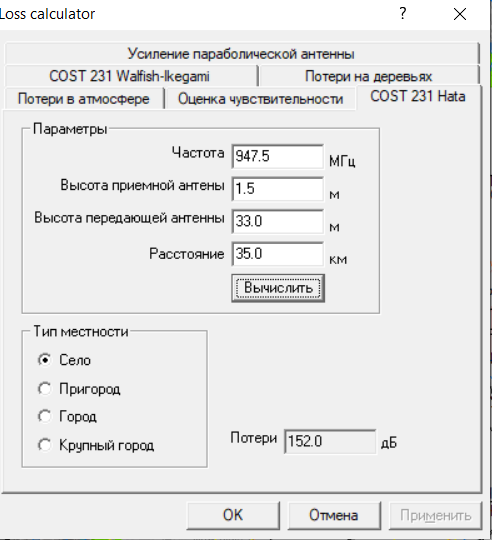 Loss calculator
?
Усиление параболической антенны
COST 231 Walfish-Ikegami
Потери на деревьях
Потери в атмосфере
Оценка чувствительности
COST 231 Hata
Параметры
Частота 947.5 МГц
Высота приемной антены 1.5 м
Высота передающей антенны 33.0 м
Расстояние 35.0 км
Вычислить
Тип местности
Село
Пригород
Город
Крупный город
Потери 152.0 дБ
OK
Отмена
Применить